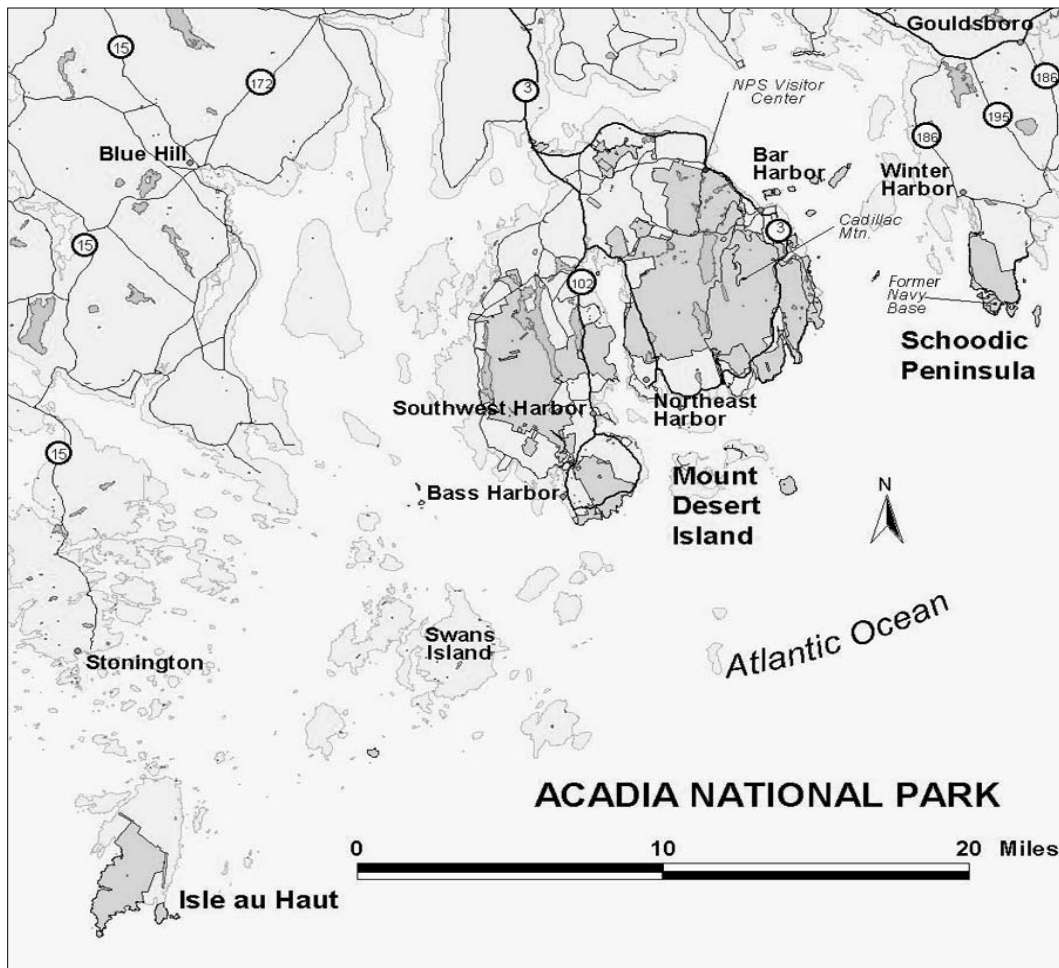 Gouldsboro
15
172
3
NPS Visitor
Center
186
195
186
Blue Hill
Bar
Harbor
Winter
Harbor
Cadillac
Mtn.
3
15
102
Former
Navy
Base
Schoodic
Peninsula
Southwest Harbor
Northeast
Harbor
15
Mount
Desert
Island
Bass Harbor
N
Swans
Island
Atlantic Ocean
Stonington
ACADIA NATIONAL PARK
0 10 20 Miles
Isle au Haut